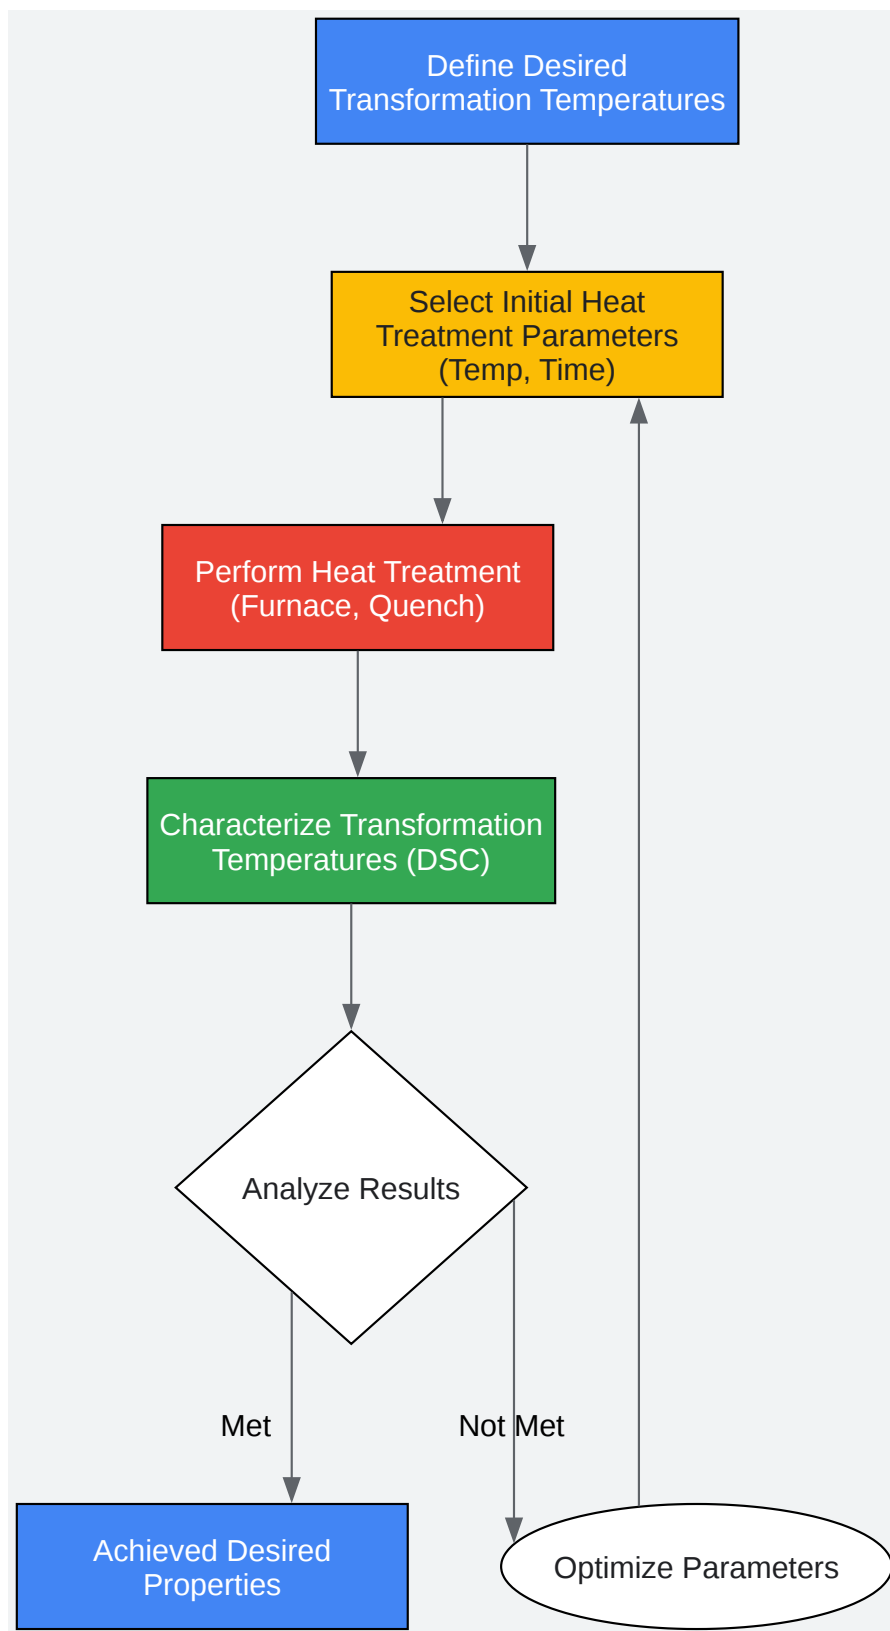 Define Desired
Transformation Temperatures
Select Initial Heat
Treatment Parameters
(Temp, Time)
Perform Heat Treatment
(Furnace, Quench)
Characterize Transformation
Temperatures (DSC)
Analyze Results
Met
Not Met
Achieved Desired
Properties
Optimize Parameters